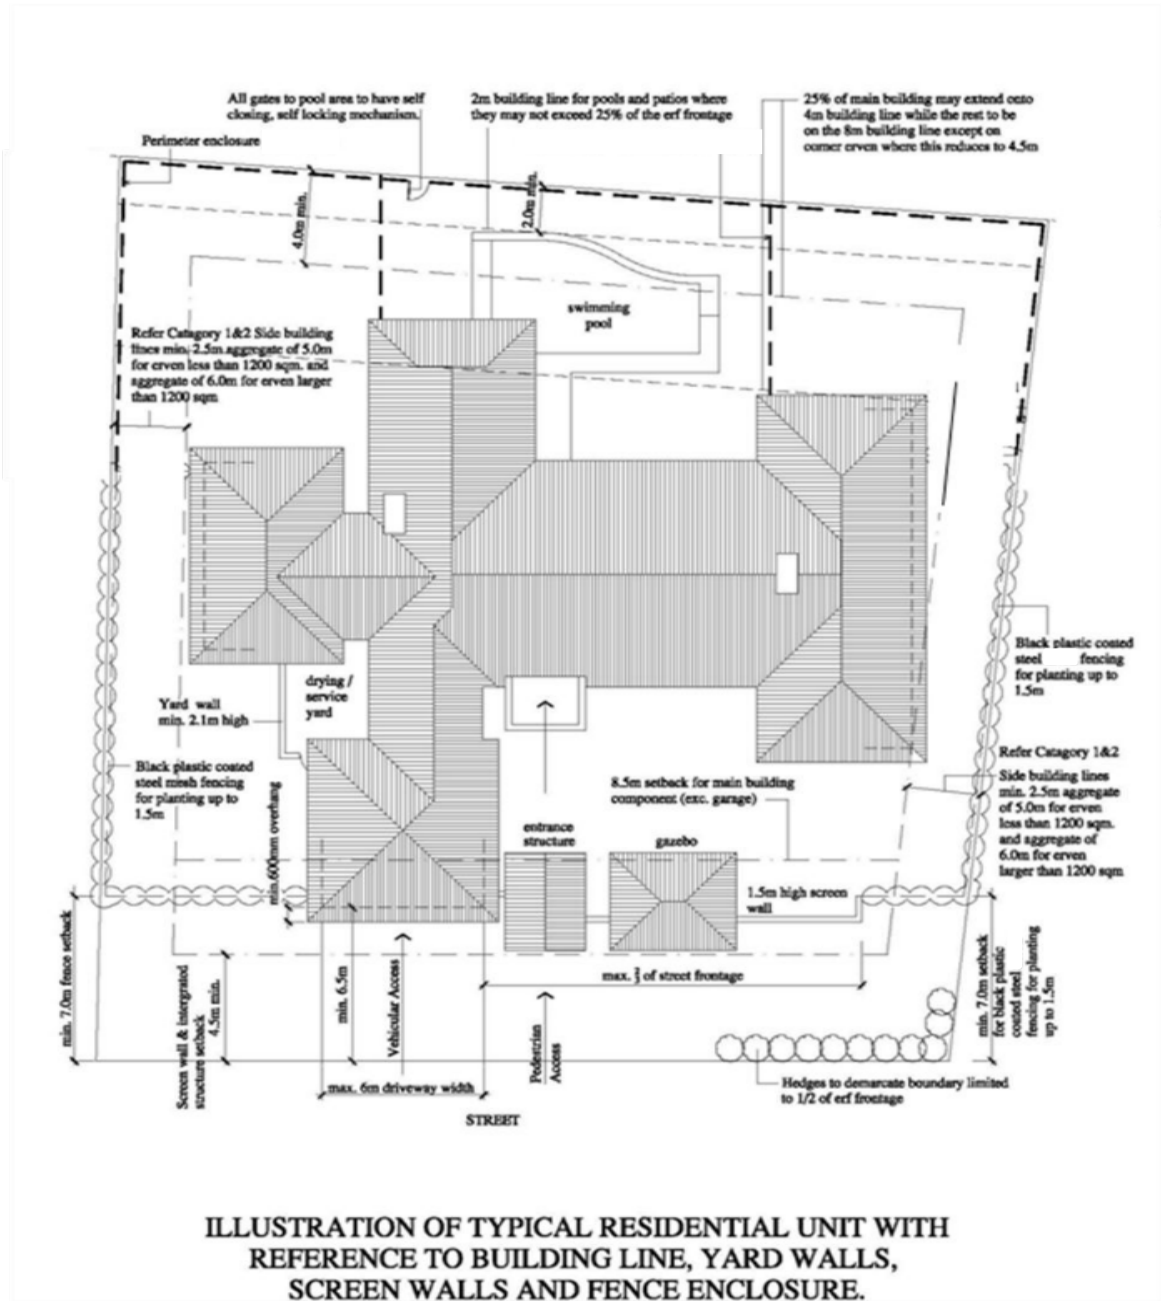 All gates to pool area to have self
closing, self locking mechanism.
2m building line for pools and patios where
they may not exceed 25% of the erf frontage
25% of main building may extend onto
4m building line while the rest to be
on the 8m building line except on
corner erven where this reduces to 4.5m
Perimeter enclosure
4.0m min.
2.0m min.
swimming
pool
Refer Catagory 1&2 Side building
lines min. 2.5m aggregate of 5.0m
for erven less than 1200 sqm. and
aggregate of 6.0m for erven larger
than 1200 sqm
Black plastic coated
steel fencing
for planting up to
1.5m
drying /
service
yard
Yard wall
min. 2.1m high
Black plastic coated
steel mesh fencing
for planting up to
1.5m
min.600mm overhang
8.5m setback for main building
component (exc. garage)
Refer Catagory 1&2
Side building lines
min. 2.5m aggregate
of 5.0m for erven
less than 1200 sqm.
and aggregate of
6.0m for erven
larger than 1200 sqm
entrance
structure
gazebo
1.5m high screen
wall
min. 7.0m fence setback
Screen wall & intergrated
structure setback
4.5m min.
min. 6.5m
Vehicular Access
max. ⅔ of street frontage
Pedestrian
Access
min. 7.0m setback
for black plastic
coated steel
fencing for planting
up to 1.5m
max. 6m driveway width
Hedges to demarcate boundary limited
to 1/2 of erf frontage
STREET
ILLUSTRATION OF TYPICAL RESIDENTIAL UNIT WITH
REFERENCE TO BUILDING LINE, YARD WALLS,
SCREEN WALLS AND FENCE ENCLOSURE.